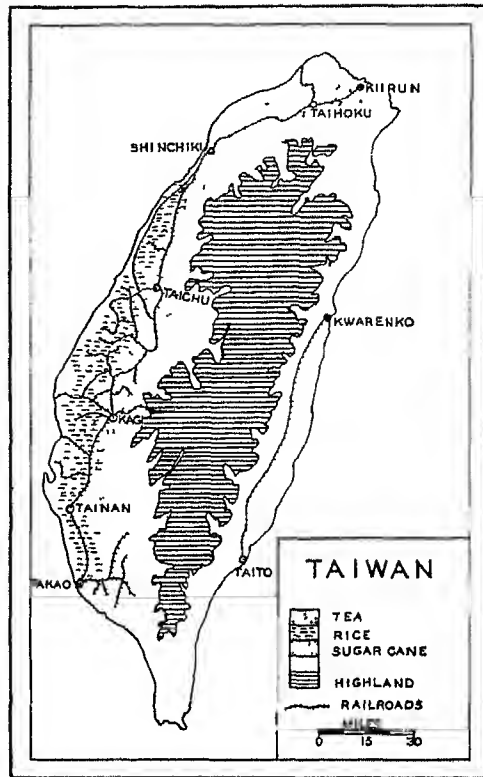 KIIRUN
TAIHOKU
SHINCHIKU
TAICHU
KWARENKO
KAGI
TAINAN
TAITO
TAKAO
TAIWAN
TEA
RICE
SUGAR CANE
HIGHLAND
RAILROADS
MILES
0 15 30